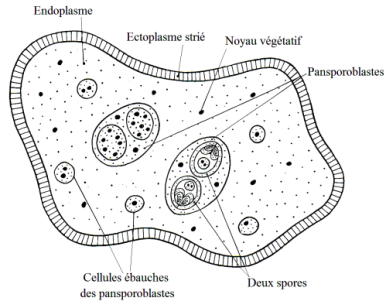 Endoplasme
Ectoplasme strié
Noyau végétatif
Pansporoblastes
Cellules ébauches
des pansporoblastes
Deux spores